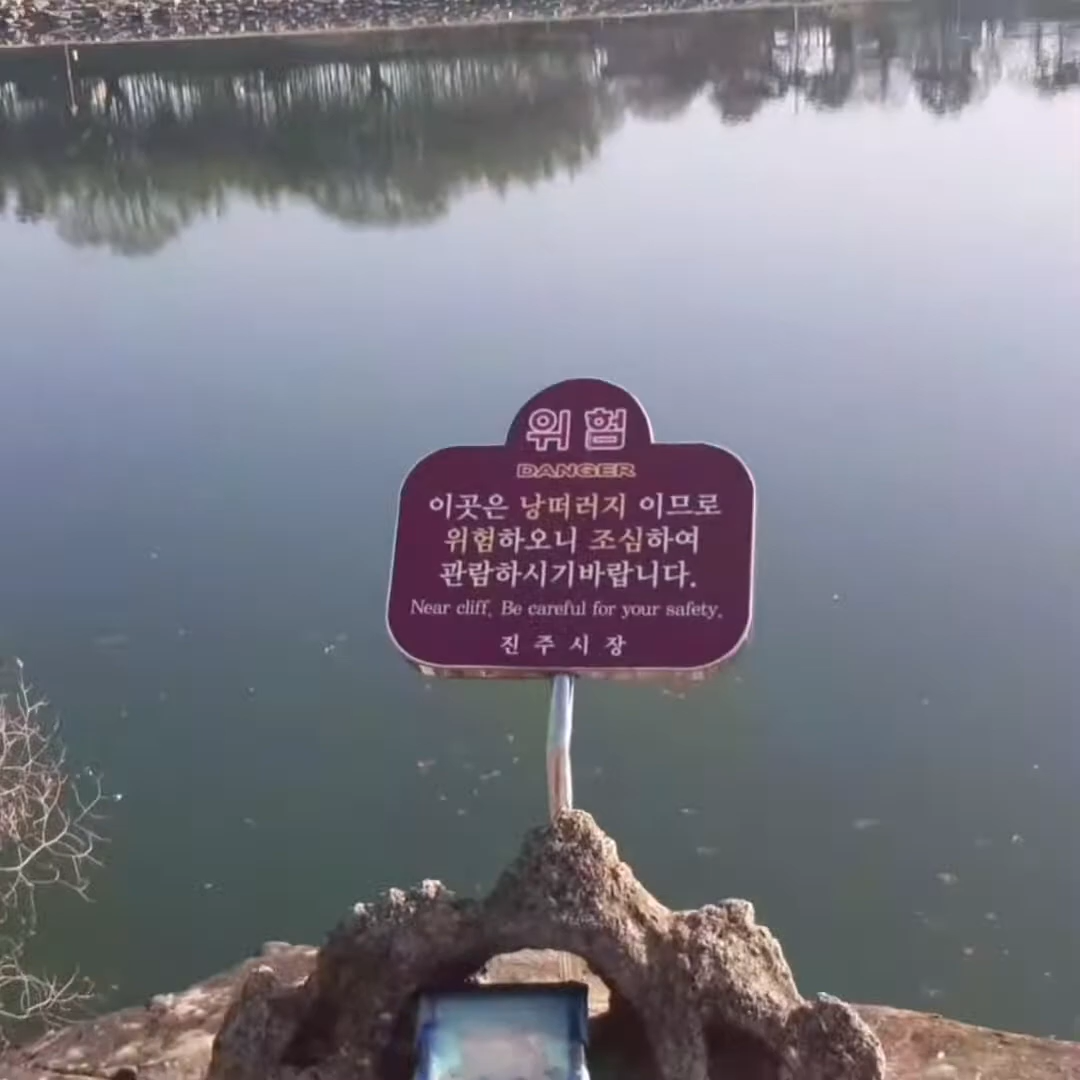 위험
DANGER
이곳은 낭떠러지 이므로
위험하오니 조심하여
관람하시기바랍니다.
Near cliff. Be careful for your safety.
진주시장